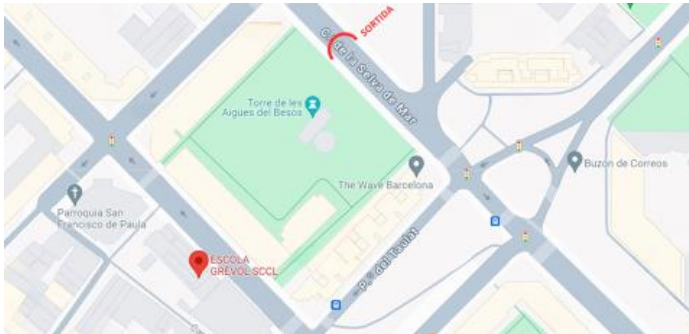 SORTIDA
C. de la Selva de Mar
Torre de les
Aigües del Besòs
The Wave Barcelona
Buzón de Correos
Parroquia San
Francisco de Paula
ESCOLA
GRÈVOL SCCL
P.º del Taulat